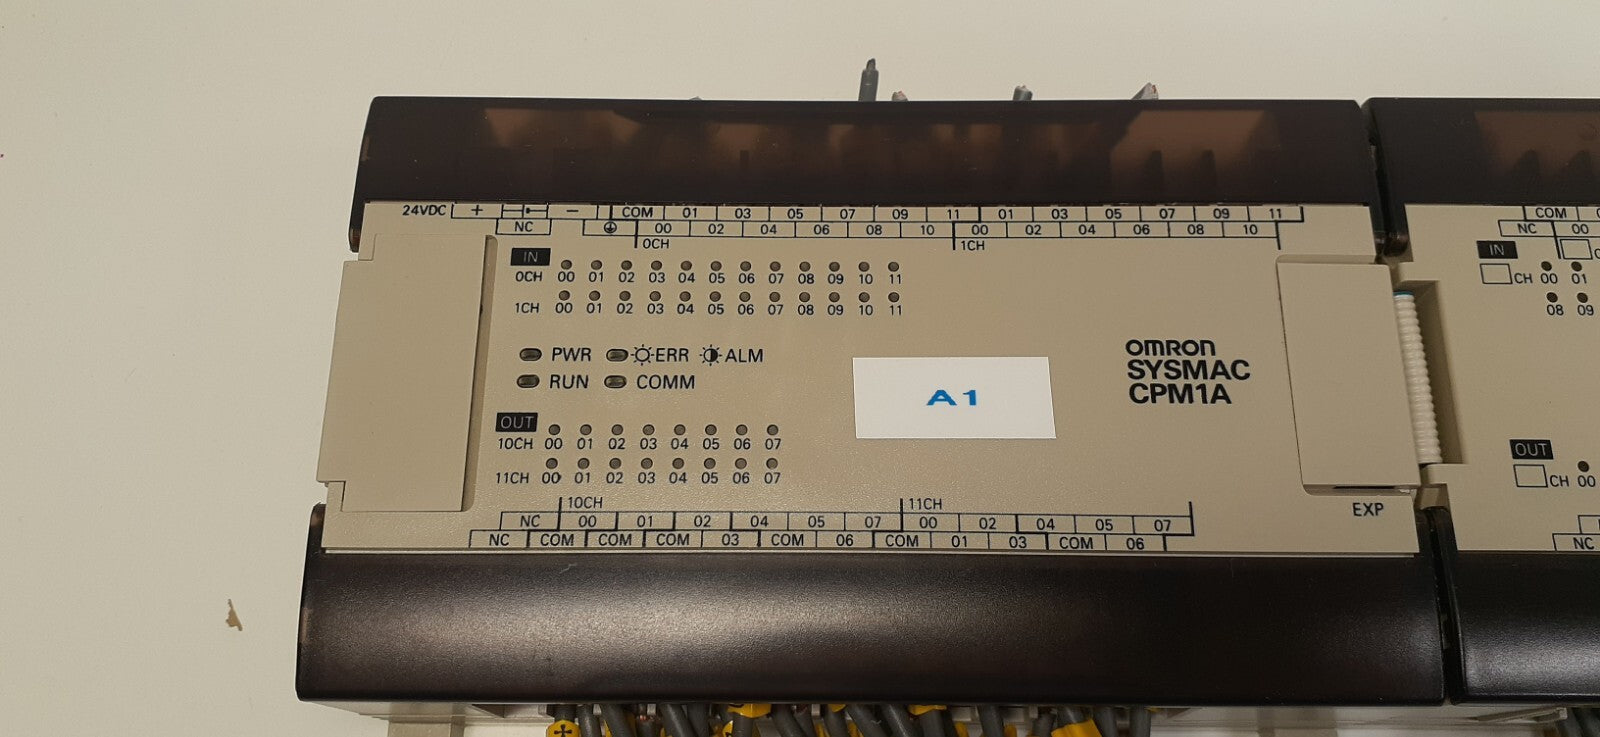 24VDC + − COM 01 03 05 07 09 11 01 03 05 07 09 11
NC 00 02 04 06 08 10 00 02 04 06 08 10
0CH 1CH
IN
0CH 00 01 02 03 04 05 06 07 08 09 10 11
1CH 00 01 02 03 04 05 06 07 08 09 10 11
PWR ERR ALM
RUN COMM
OUT
10CH 00 01 02 03 04 05 06 07
11CH 00 01 02 03 04 05 06 07
10CH 11CH
NC 00 01 02 04 05 07 00 02 04 05 07
NC COM COM COM 03 COM 06 COM 01 03 COM 06
A1
OMRON
SYSMAC
CPM1A
EXP
COM
NC 00
IN
CH 00 01
08 09
OUT
CH 00
NC